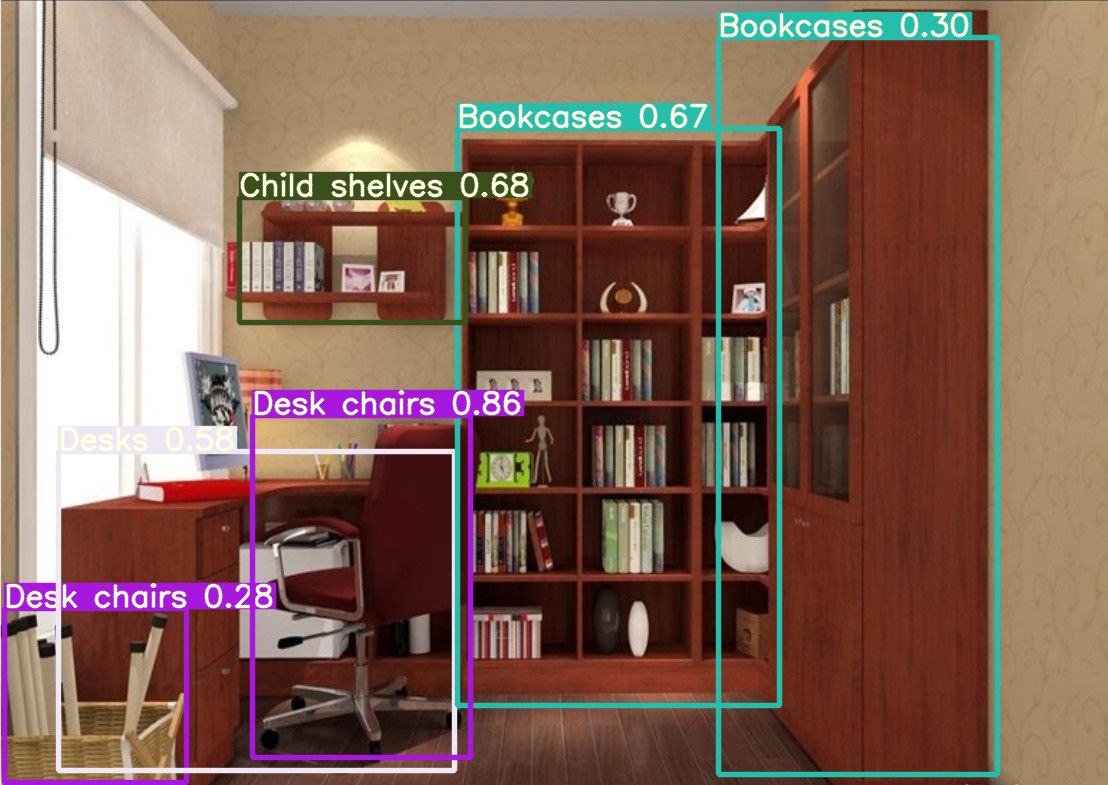 Bookcases 0.30
Bookcases 0.67
Child shelves 0.68
Desk chairs 0.86
Desks 0.58
Desk chairs 0.28